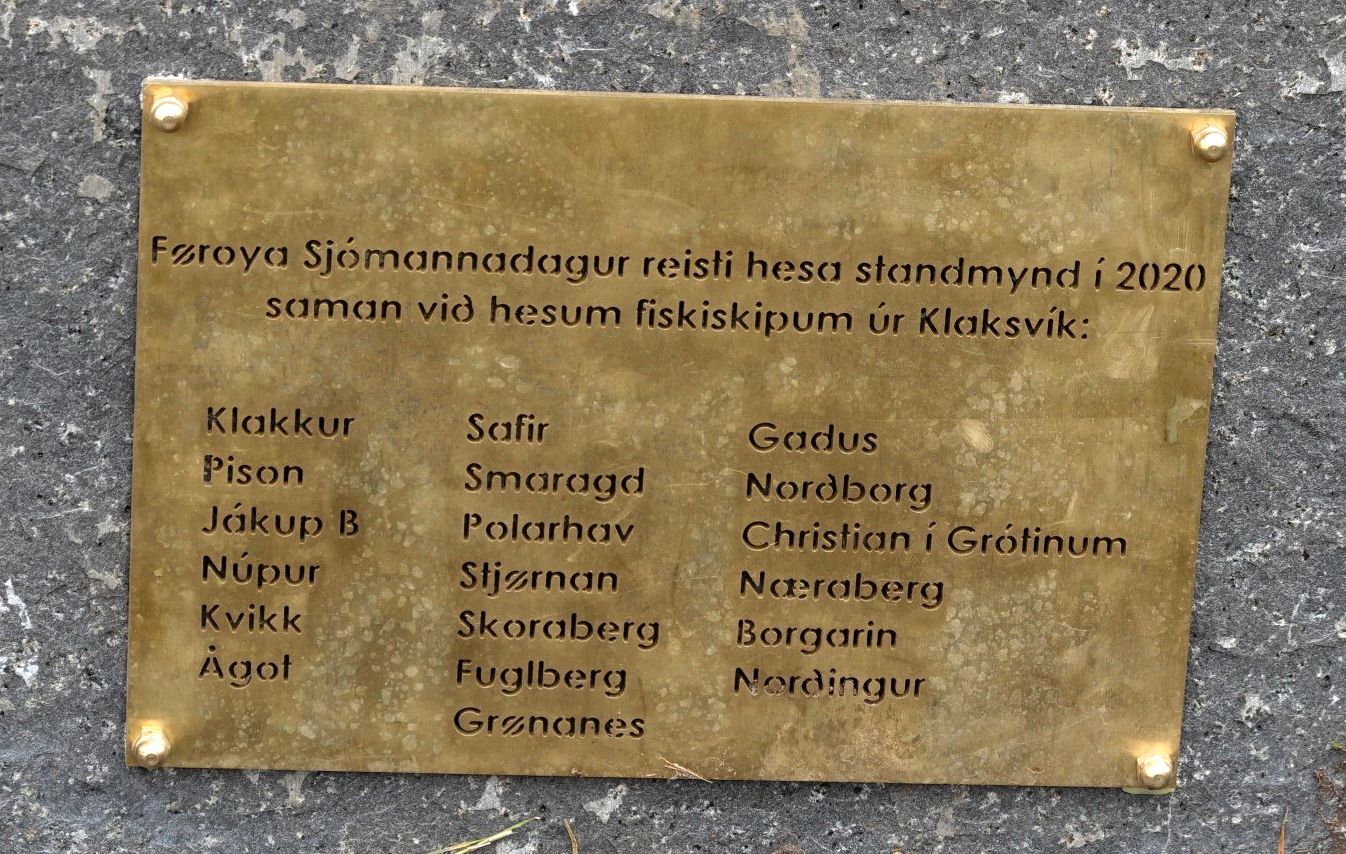 Føroya Sjómannadagur reisti hesa standmynd í 2020
saman við hesum fiskiskipum úr Klaksvík:
Klakkur
Pison
Jákup B
Núpur
Kvikk
Ágot
Safir
Smaragd
Polarhav
Stjørnan
Skoraberg
Fuglberg
Grønanes
Gadus
Norðborg
Christian í Grótinum
Næraberg
Borgarin
Norðingur